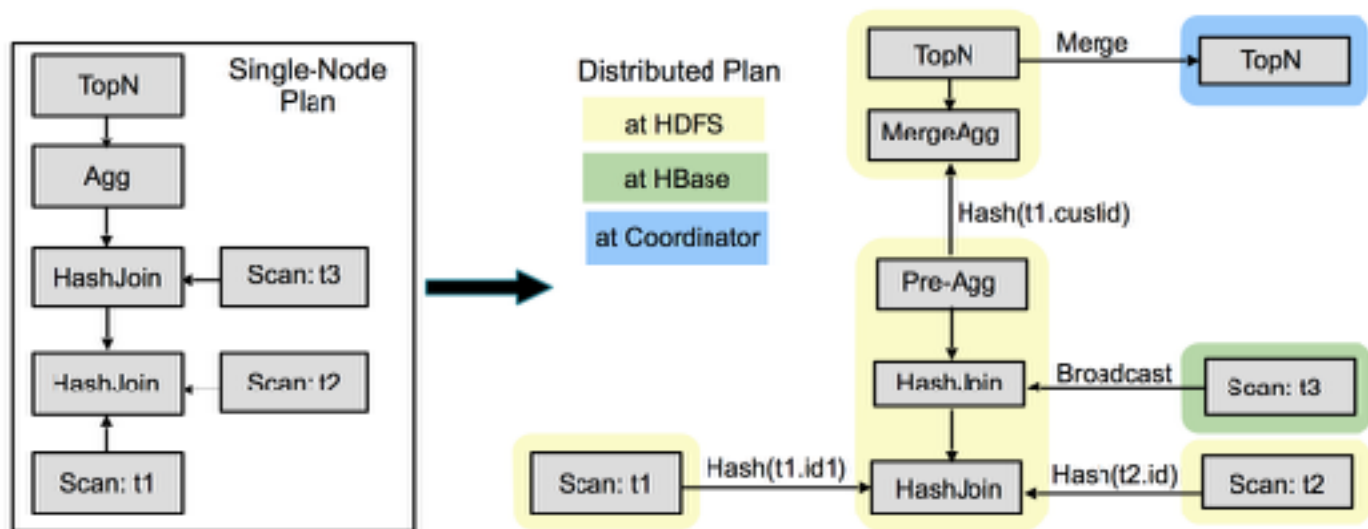 Single-Node
Plan
TopN
Agg
HashJoin
Scan: t3
HashJoin
Scan: t2
Scan: t1
Distributed Plan
at HDFS
at HBase
at Coordinator
TopN
Merge
TopN
MergeAgg
Hash(t1.custid)
Pre-Agg
HashJoin
Broadcast
Scan: t3
Scan: t1
Hash(t1.id1)
HashJoin
Hash(t2.id)
Scan: t2